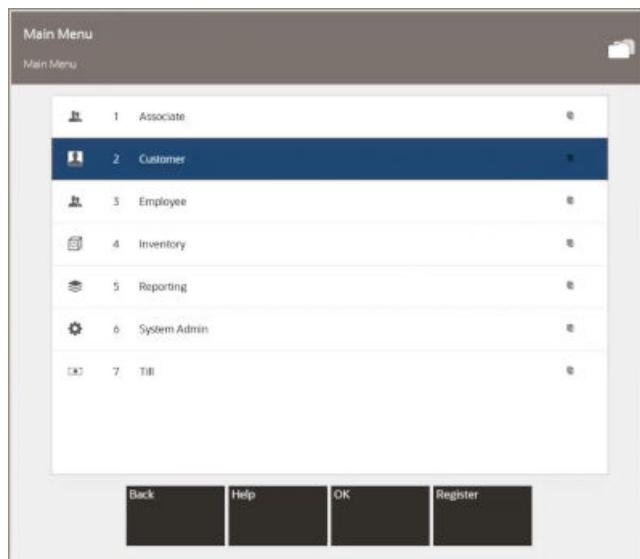 Main Menu
Main Menu
1 Associate
2 Customer
3 Employee
4 Inventory
5 Reporting
6 System Admin
7 Till
Back Help OK Register